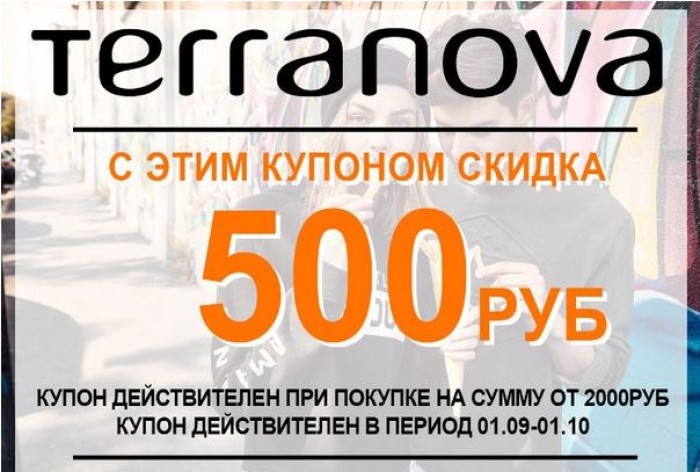 Terranova
С ЭТИМ КУПОНОМ СКИДКА
500РУБ
КУПОН ДЕЙСТВИТЕЛЕН ПРИ ПОКУПКЕ НА СУММУ ОТ 2000РУБ
КУПОН ДЕЙСТВИТЕЛЕН В ПЕРИОД 01.09-01.10